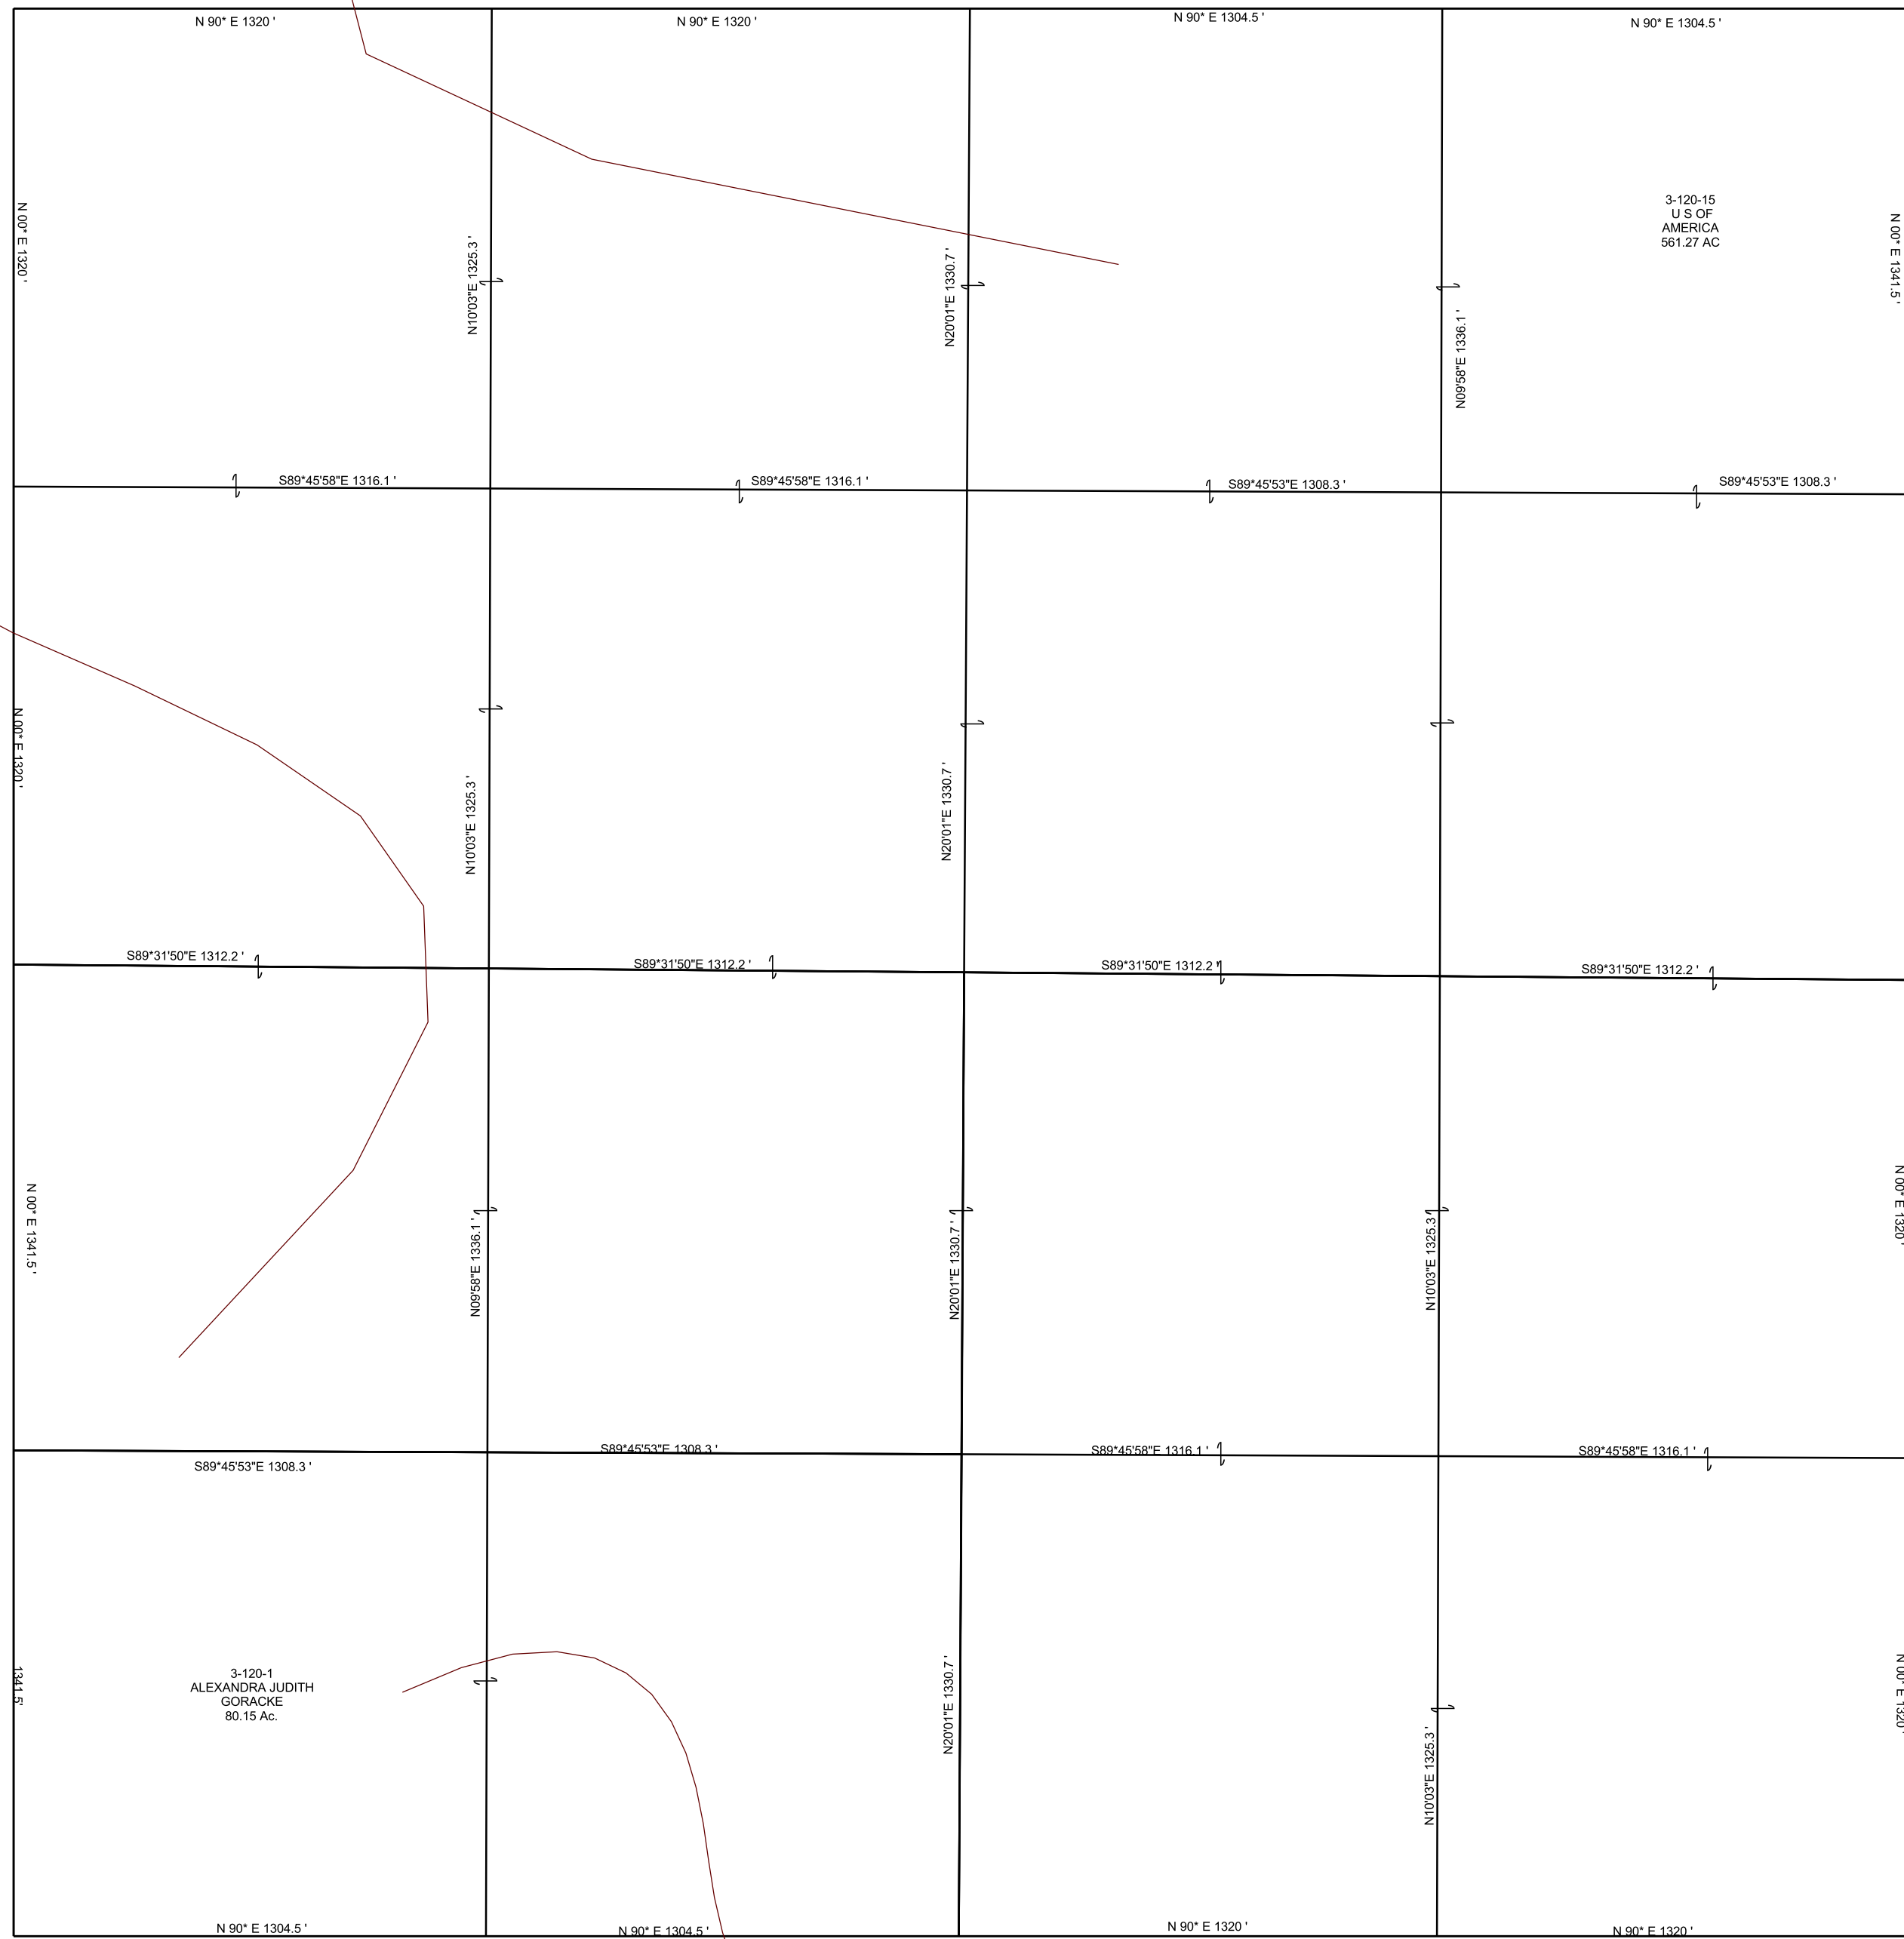 N 90* E 1320 '
N 90* E 1320 '
N 90* E 1304.5 '
N 90* E 1304.5 '
N 00* E 1320 '
N10'03"E 1325.3 '
N20'01"E 1330.7 '
N09'58"E 1336.1 '
3-120-15
U S OF
AMERICA
561.27 AC
N 00* E 1341.5 '
S89*45'58"E 1316.1 '
S89*45'58"E 1316.1 '
S89*45'53"E 1308.3 '
S89*45'53"E 1308.3 '
N 00* E 1320 '
N10'03"E 1325.3 '
N20'01"E 1330.7 '
S89*31'50"E 1312.2 '
S89*31'50"E 1312.2 '
S89*31'50"E 1312.2 '
S89*31'50"E 1312.2 '
N 00* E 1341.5 '
N09'58"E 1336.1 '
N20'01"E 1330.7 '
N10'03"E 1325.3 '
N 00* E 1320 '
S89*45'53"E 1308.3 '
S89*45'53"E 1308.3 '
S89*45'58"E 1316.1 '
S89*45'58"E 1316.1 '
1341.5'
3-120-1
ALEXANDRA JUDITH
GORACKE
80.15 Ac.
N20'01"E 1330.7 '
N10'03"E 1325.3 '
N 00* E 1320 '
N 90* E 1304.5 '
N 90* E 1304.5 '
N 90* E 1320 '
N 90* E 1320 '